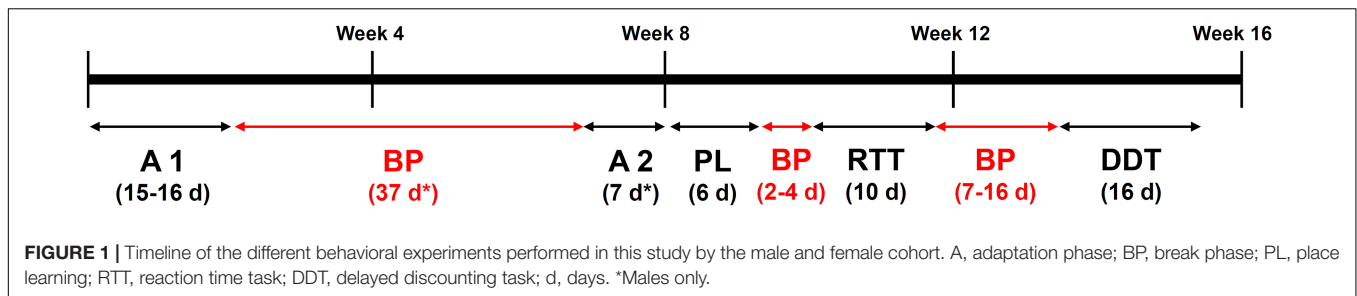 Week 4 Week 8 Week 12 Week 16
A 1 BP A 2 PL BP RTT BP DDT
(15-16 d) (37 d*) (7 d*) (6 d) (2-4 d) (10 d) (7-16 d) (16 d)
FIGURE 1 | Timeline of the different behavioral experiments performed in this study by the male and female cohort. A, adaptation phase; BP, break phase; PL, place
learning; RTT, reaction time task; DDT, delayed discounting task; d, days. *Males only.